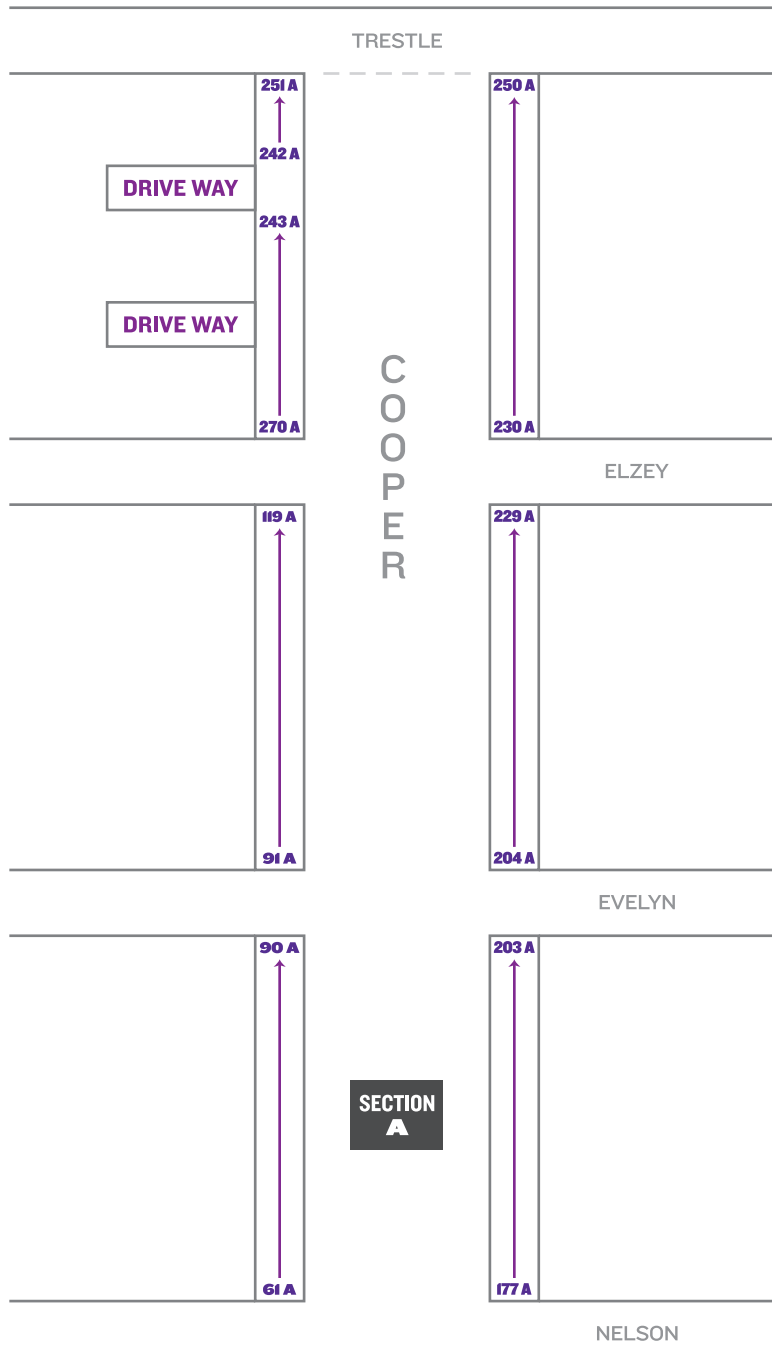 TRESTLE
251 A
250 A
242 A
DRIVE WAY
243 A
DRIVE WAY
COOPER
270 A
230 A
ELZEY
119 A
229 A
91 A
204 A
EVELYN
90 A
203 A
SECTION
A
61 A
177 A
NELSON